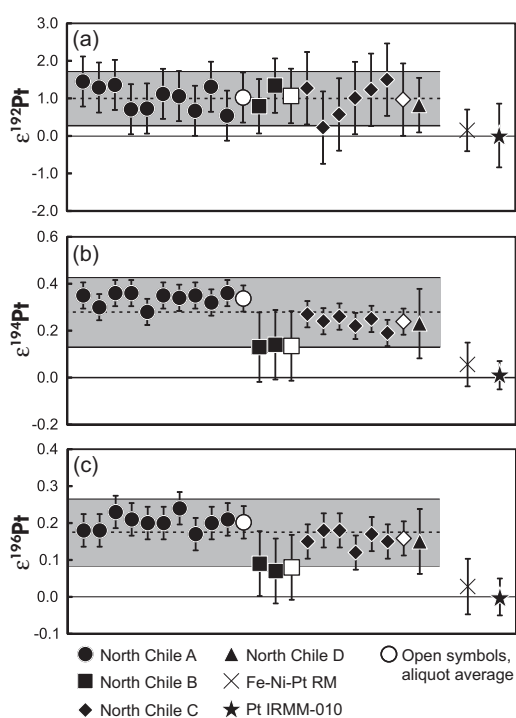 (a)
3.0
2.0
1.0
0.0
1.0
2.0
ε¹⁹²Pt
(b)
0.6
0.4
0.2
0.0
-0.2
ε¹⁹⁴Pt
(c)
0.4
0.3
0.2
0.1
0.0
-0.1
ε¹⁹⁶Pt
North Chile A
North Chile D
Open symbols,
aliquot average
North Chile B
Fe-Ni-Pt RM
North Chile C
Pt IRMM-010